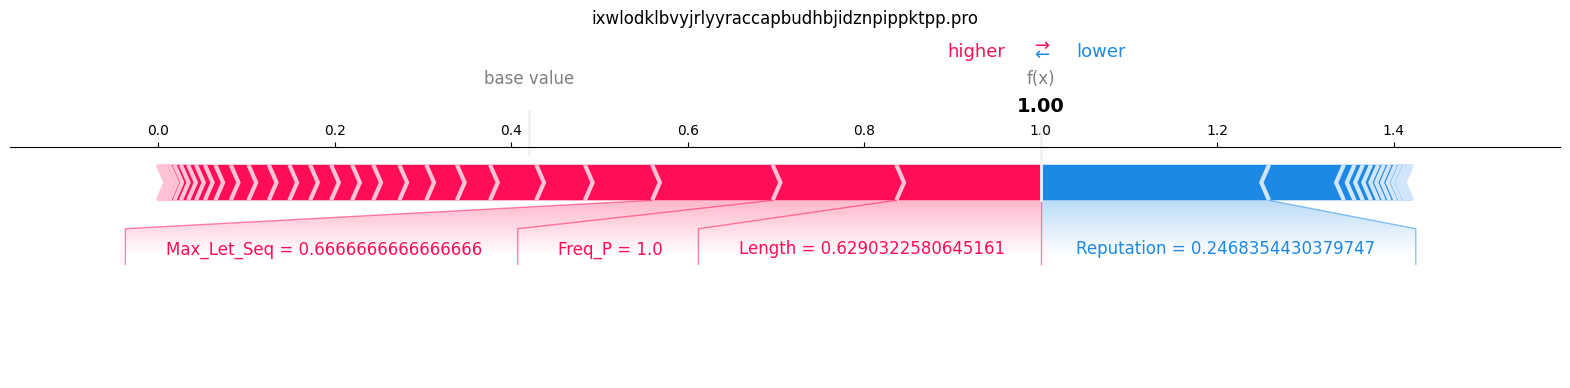 ixwlodklbvyjrlyyraccapbudhbjidznpippktpp.pro
higher ⇄ lower
base value f(x)
1.00
0.0 0.2 0.4 0.6 0.8 1.0 1.2 1.4
Max_Let_Seq = 0.6666666666666666 Freq_P = 1.0 Length = 0.6290322580645161 Reputation = 0.2468354430379747